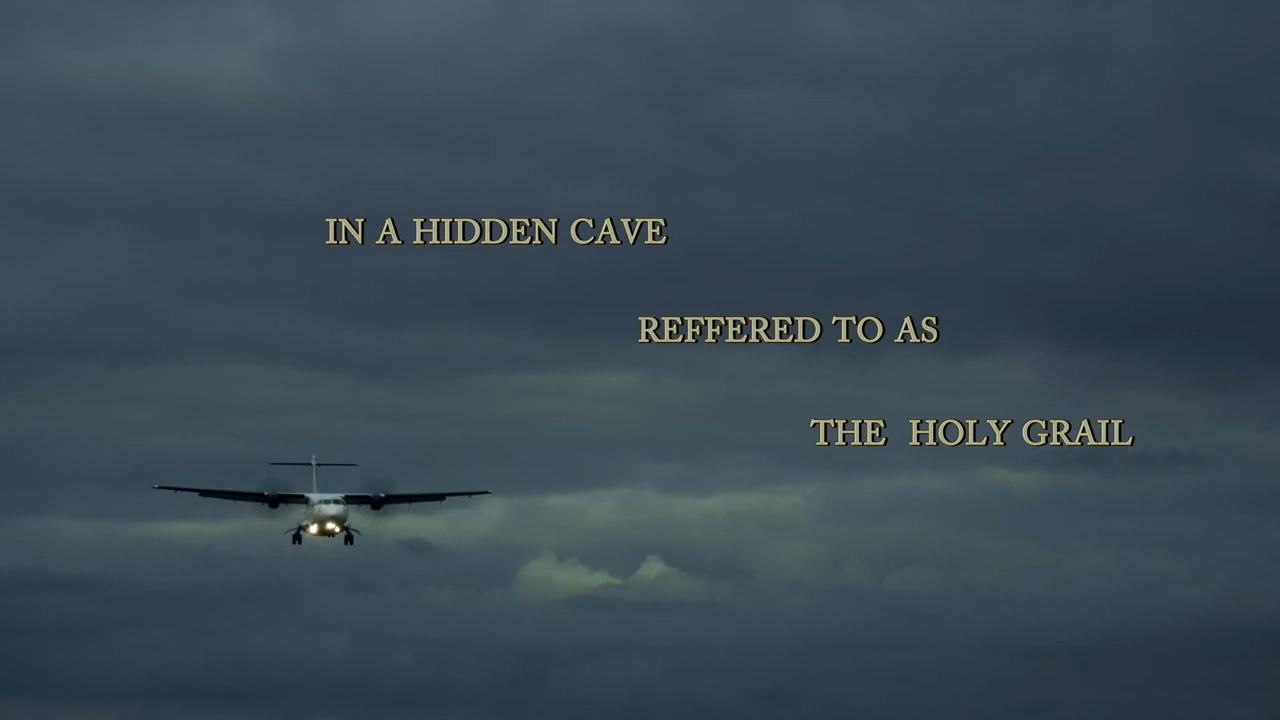 IN A HIDDEN CAVE
REFFERED TO AS
THE HOLY GRAIL